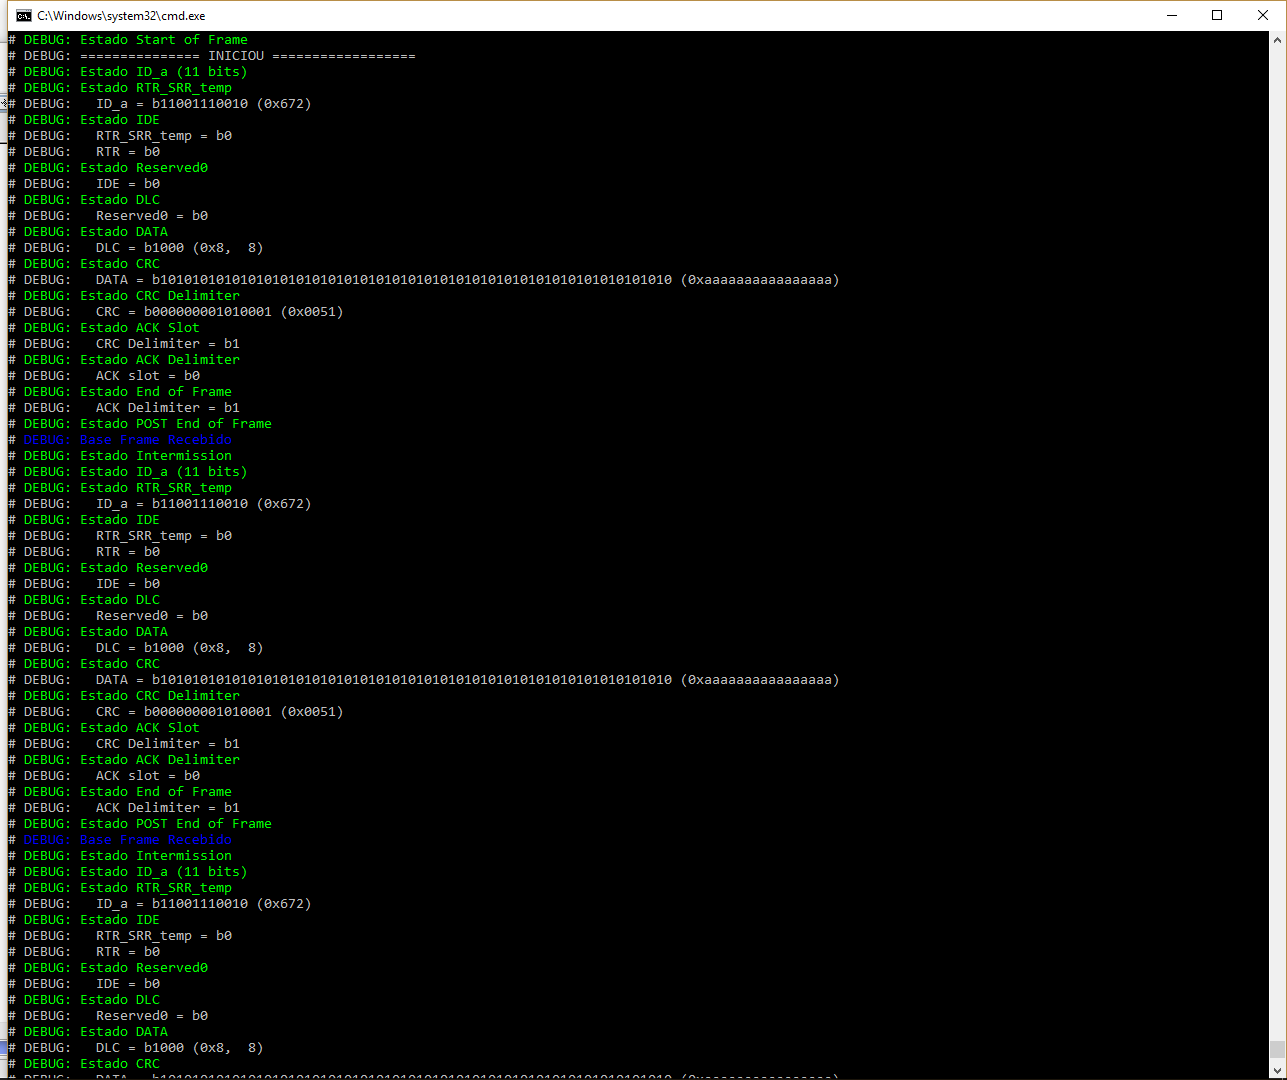 C:\Windows\system32\cmd.exe
# DEBUG: Estado Start of Frame
# DEBUG: =============== INICIOU ==================
# DEBUG: Estado ID_a (11 bits)
# DEBUG: Estado RTR_SRR_temp
# DEBUG:   ID_a = b11001110010 (0x672)
# DEBUG: Estado IDE
# DEBUG:   RTR_SRR_temp = b0
# DEBUG:   RTR = b0
# DEBUG: Estado Reserved0
# DEBUG:   IDE = b0
# DEBUG: Estado DLC
# DEBUG:   Reserved0 = b0
# DEBUG: Estado DATA
# DEBUG:   DLC = b1000 (0x8,  8)
# DEBUG: Estado CRC
# DEBUG:   DATA = b1010101010101010101010101010101010101010101010101010101010101010 (0xaaaaaaaaaaaaaaaa)
# DEBUG: Estado CRC Delimiter
# DEBUG:   CRC = b000000001010001 (0x0051)
# DEBUG: Estado ACK Slot
# DEBUG:   CRC Delimiter = b1
# DEBUG: Estado ACK Delimiter
# DEBUG:   ACK slot = b0
# DEBUG: Estado End of Frame
# DEBUG:   ACK Delimiter = b1
# DEBUG: Estado POST End of Frame
# DEBUG: Base Frame Recebido
# DEBUG: Estado Intermission
# DEBUG: Estado ID_a (11 bits)
# DEBUG: Estado RTR_SRR_temp
# DEBUG:   ID_a = b11001110010 (0x672)
# DEBUG: Estado IDE
# DEBUG:   RTR_SRR_temp = b0
# DEBUG:   RTR = b0
# DEBUG: Estado Reserved0
# DEBUG:   IDE = b0
# DEBUG: Estado DLC
# DEBUG:   Reserved0 = b0
# DEBUG: Estado DATA
# DEBUG:   DLC = b1000 (0x8,  8)
# DEBUG: Estado CRC
# DEBUG:   DATA = b1010101010101010101010101010101010101010101010101010101010101010 (0xaaaaaaaaaaaaaaaa)
# DEBUG: Estado CRC Delimiter
# DEBUG:   CRC = b000000001010001 (0x0051)
# DEBUG: Estado ACK Slot
# DEBUG:   CRC Delimiter = b1
# DEBUG: Estado ACK Delimiter
# DEBUG:   ACK slot = b0
# DEBUG: Estado End of Frame
# DEBUG:   ACK Delimiter = b1
# DEBUG: Estado POST End of Frame
# DEBUG: Base Frame Recebido
# DEBUG: Estado Intermission
# DEBUG: Estado ID_a (11 bits)
# DEBUG: Estado RTR_SRR_temp
# DEBUG:   ID_a = b11001110010 (0x672)
# DEBUG: Estado IDE
# DEBUG:   RTR_SRR_temp = b0
# DEBUG:   RTR = b0
# DEBUG: Estado Reserved0
# DEBUG:   IDE = b0
# DEBUG: Estado DLC
# DEBUG:   Reserved0 = b0
# DEBUG: Estado DATA
# DEBUG:   DLC = b1000 (0x8,  8)
# DEBUG: Estado CRC